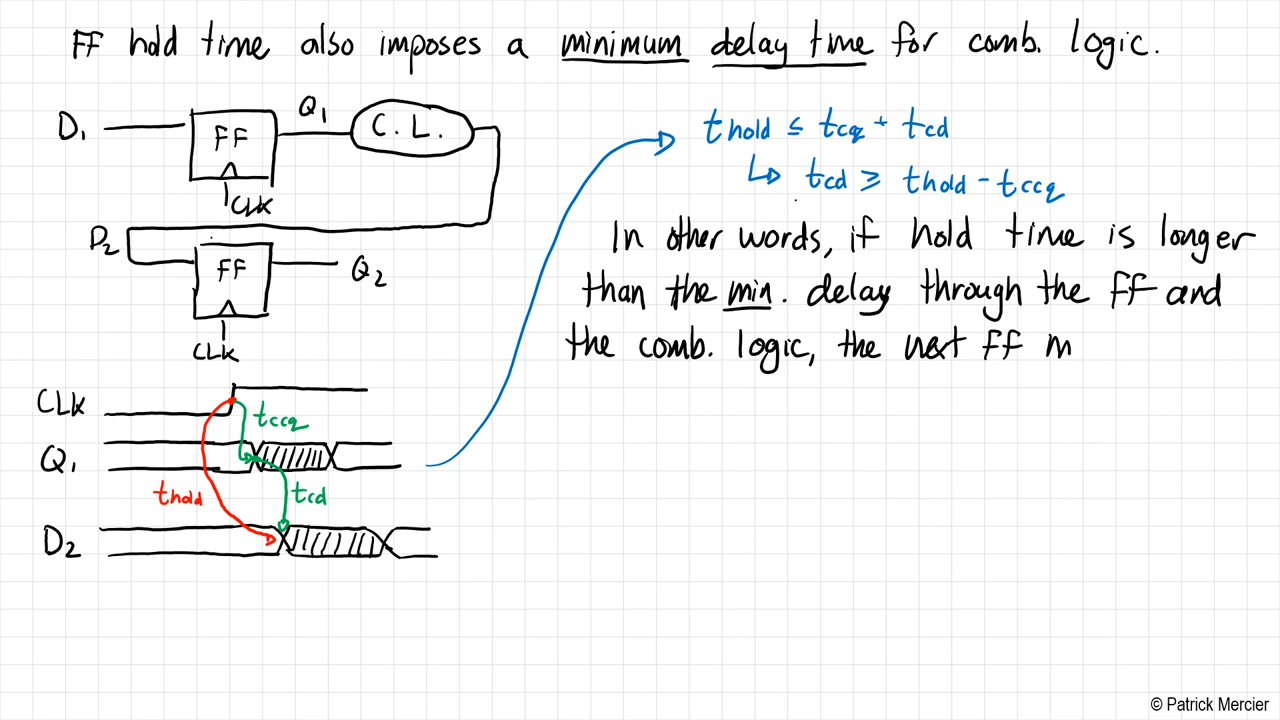 FF hold time also imposes a minimum delay time for comb. logic.
D1
FF
Q1
C.L.
CLK
D2
FF
Q2
CLK
thold ≤ tcq + tcd
↳ tcd ≥ thold - tccq
In other words, if hold time is longer
than the min. delay through the FF and
the comb. logic, the next FF m
CLK
tccq
Q1
thold
tcd
D2
© Patrick Mercier